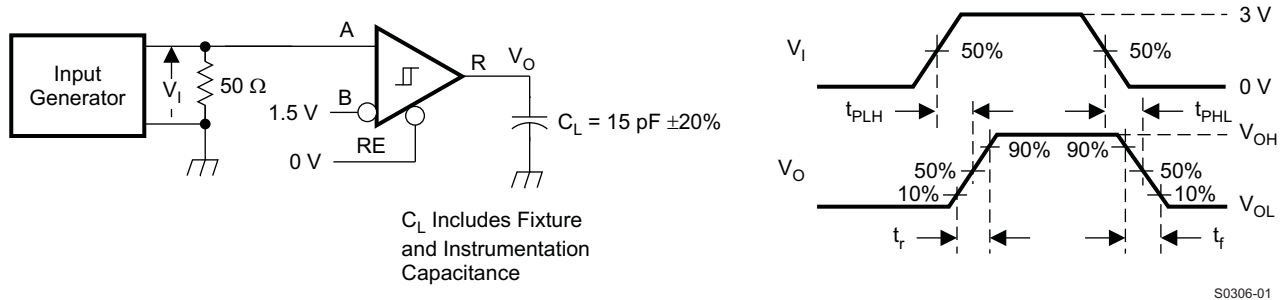 Input
Generator
V_I
50 Ω
A
1.5 V
B
RE
0 V
R
V_O
C_L = 15 pF ±20%
C_L Includes Fixture
and Instrumentation
Capacitance
V_I
50%
50%
3 V
0 V
t_PLH
t_PHL
V_O
50%
10%
90%
90%
50%
10%
V_OH
V_OL
t_r
t_f
S0306-01